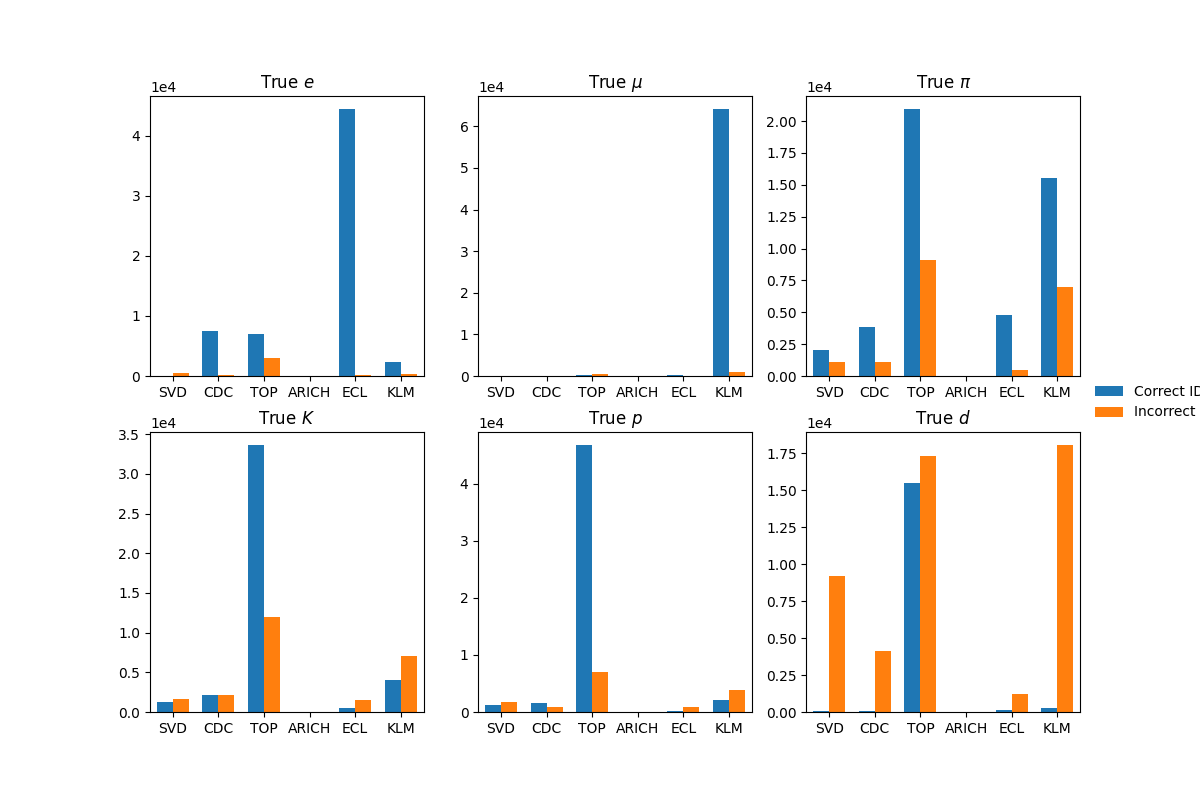 True e
1e4
4
3
2
1
0
SVD CDC TOP ARICH ECL KLM
True μ
1e4
6
5
4
3
2
1
0
SVD CDC TOP ARICH ECL KLM
True π
1e4
2.00
1.75
1.50
1.25
1.00
0.75
0.50
0.25
0.00
SVD CDC TOP ARICH ECL KLM
Correct ID
Incorrect
True K
1e4
3.5
3.0
2.5
2.0
1.5
1.0
0.5
0.0
SVD CDC TOP ARICH ECL KLM
True p
1e4
4
3
2
1
0
SVD CDC TOP ARICH ECL KLM
True d
1e4
1.75
1.50
1.25
1.00
0.75
0.50
0.25
0.00
SVD CDC TOP ARICH ECL KLM